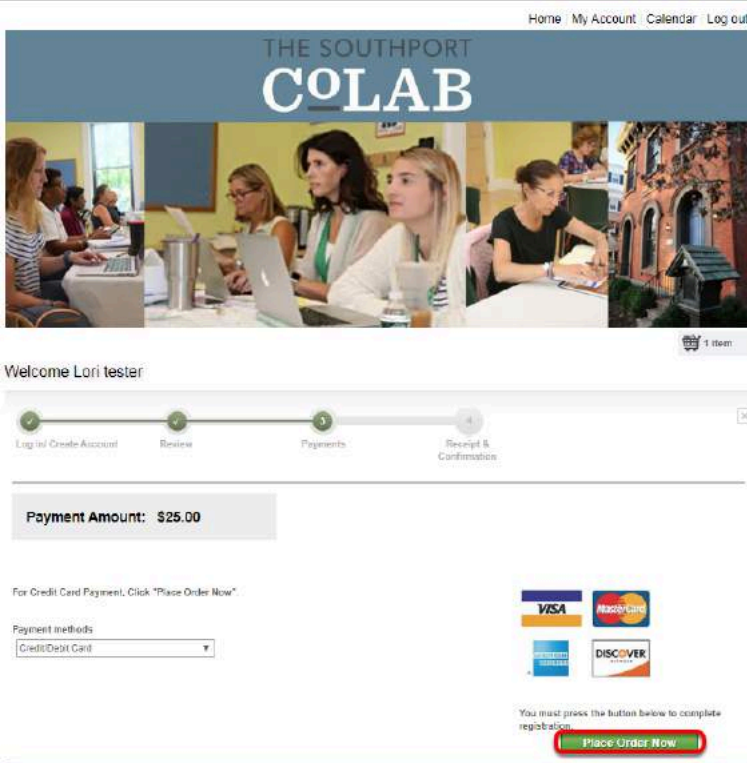 Home My Account Calendar Log out
THE SOUTHPORT
CoLAB
1 item
Welcome Lori tester
3
4
Log in/ Create Account Review Payments Receipt &
Confirmation
Payment Amount: $25.00
For Credit Card Payment, Click "Place Order Now".
Payment methods
Credit/Debit Card
VISA MasterCard
DISCOVER
You must press the button below to complete
registration.
Place Order Now